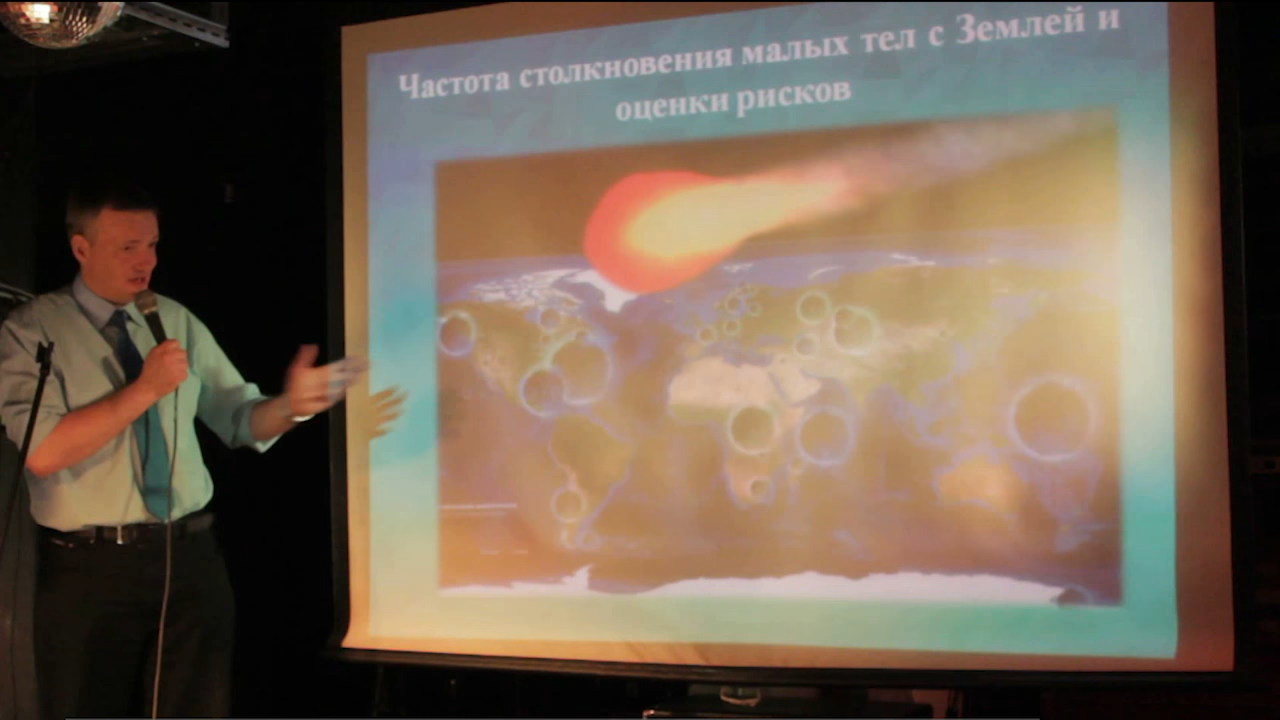 Частота столкновения малых тел с Землей и
оценки рисков